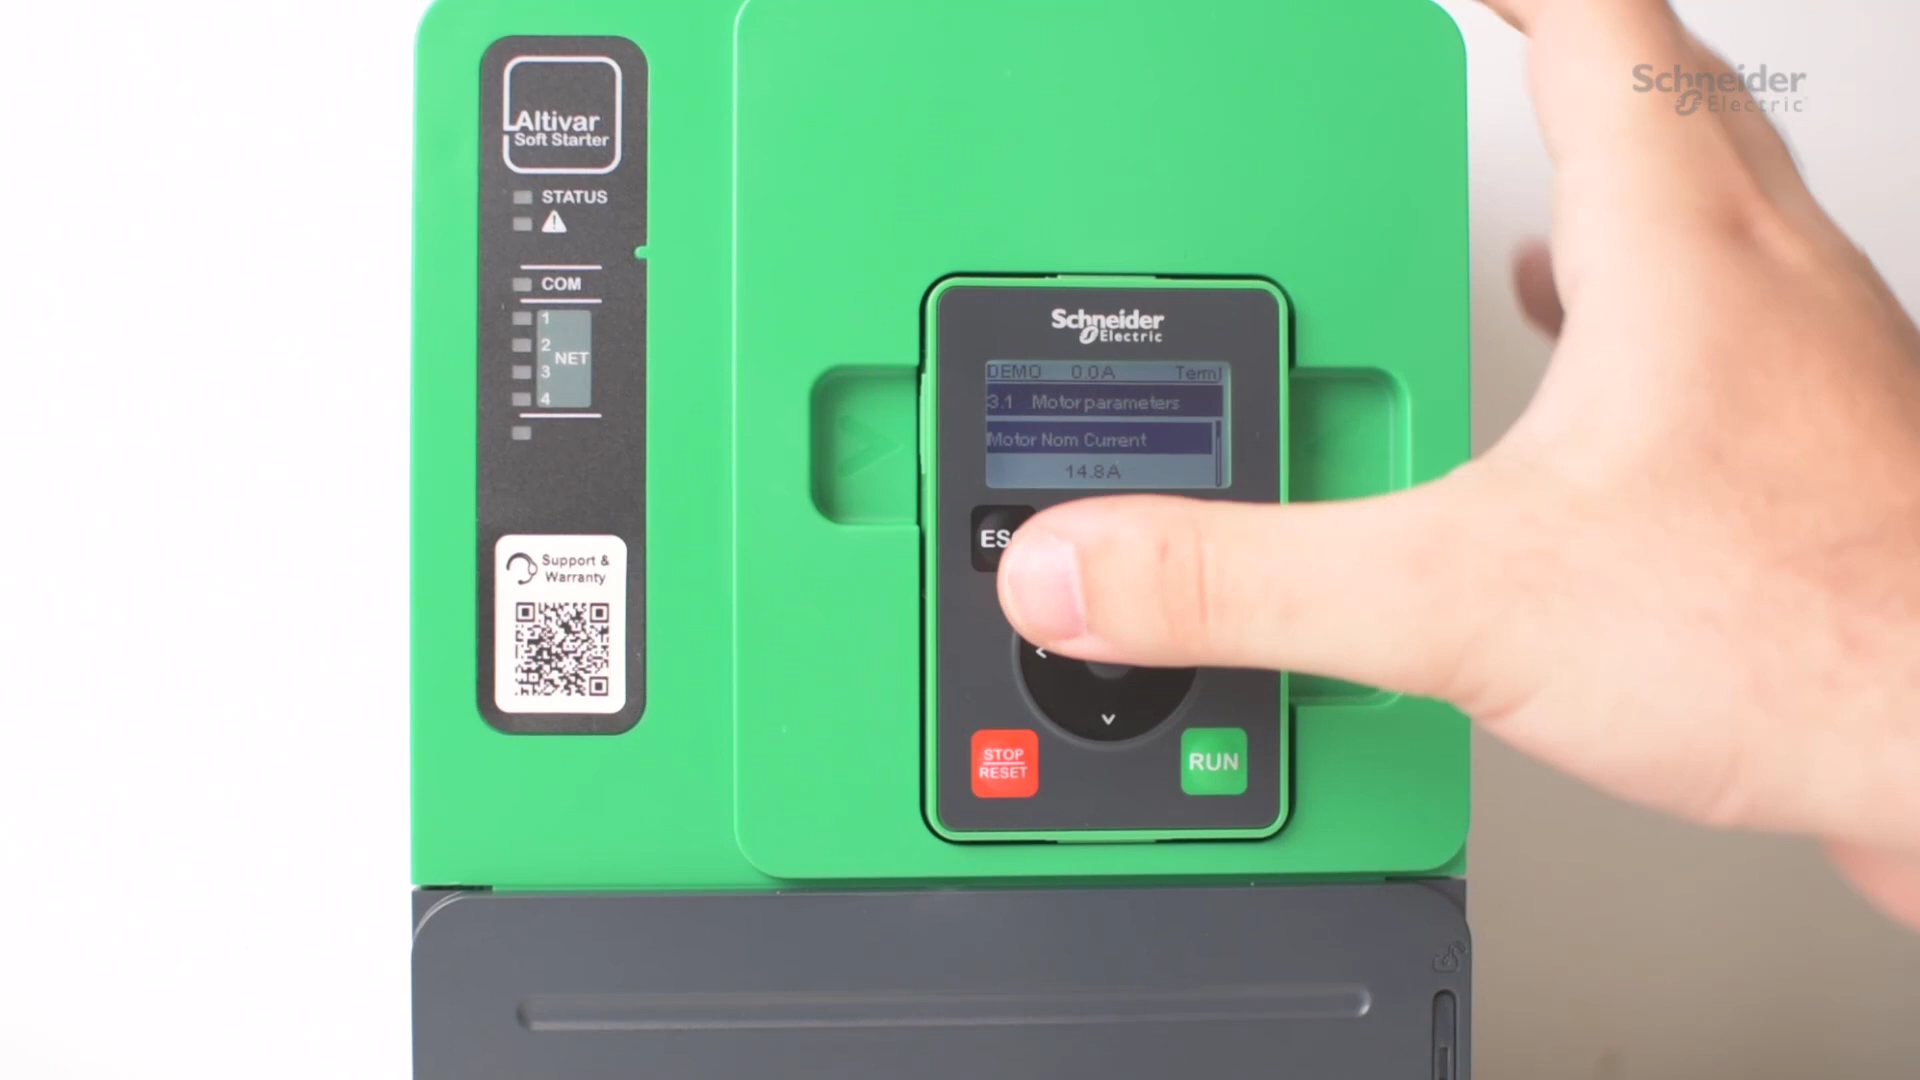 Schneider
Electric
Altivar
Soft Starter
STATUS
COM
1
2
NET
3
4
Support &
Warranty
Schneider
Electric
DEMO 0.0A Term
3.1 Motor parameters
Motor Nom Current
14.8A
ES
STOP
RESET
RUN